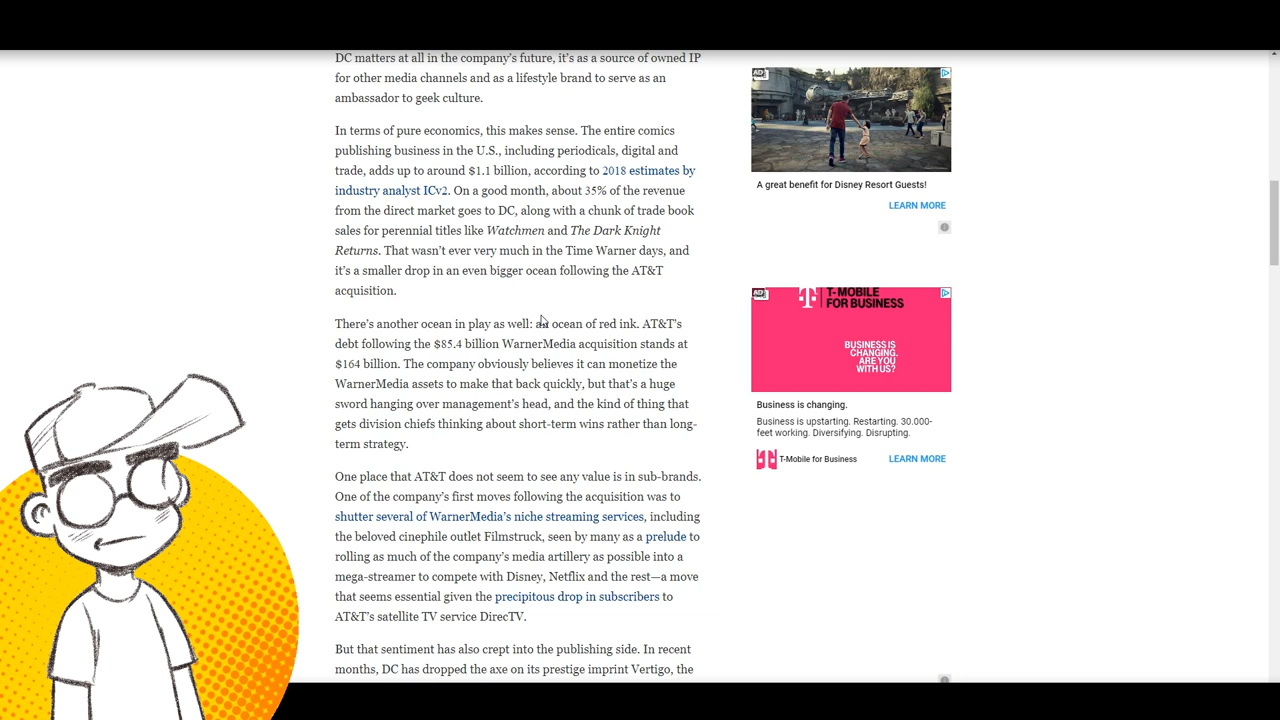 DC matters at all in the company's future, it's as a source of owned IP
for other media channels and as a lifestyle brand to serve as an
ambassador to geek culture.
In terms of pure economics, this makes sense. The entire comics
publishing business in the U.S., including periodicals, digital and
trade, adds up to around $1.1 billion, according to 2018 estimates by
industry analyst ICv2. On a good month, about 35% of the revenue
from the direct market goes to DC, along with a chunk of trade book
sales for perennial titles like Watchmen and The Dark Knight
Returns. That wasn't ever very much in the Time Warner days, and
it's a smaller drop in an even bigger ocean following the AT&T
acquisition.
There's another ocean in play as well: an ocean of red ink. AT&T's
debt following the $85.4 billion WarnerMedia acquisition stands at
$164 billion. The company obviously believes it can monetize the
WarnerMedia assets to make that back quickly, but that's a huge
sword hanging over management's head, and the kind of thing that
gets division chiefs thinking about short-term wins rather than long-
term strategy.
One place that AT&T does not seem to see any value is in sub-brands.
One of the company's first moves following the acquisition was to
shutter several of WarnerMedia's niche streaming services, including
the beloved cinephile outlet Filmstruck, seen by many as a prelude to
rolling as much of the company's media artillery as possible into a
mega-streamer to compete with Disney, Netflix and the rest—a move
that seems essential given the precipitous drop in subscribers to
AT&T's satellite TV service DirecTV.
But that sentiment has also crept into the publishing side. In recent
months, DC has dropped the axe on its prestige imprint Vertigo, the
AD
A great benefit for Disney Resort Guests!
LEARN MORE
AD
T-MOBILE
FOR BUSINESS
BUSINESS IS
CHANGING.
ARE YOU
WITH US?
Business is changing.
Business is upstarting. Restarting. 30.000-
feet working. Diversifying. Disrupting.
T-Mobile for Business
LEARN MORE